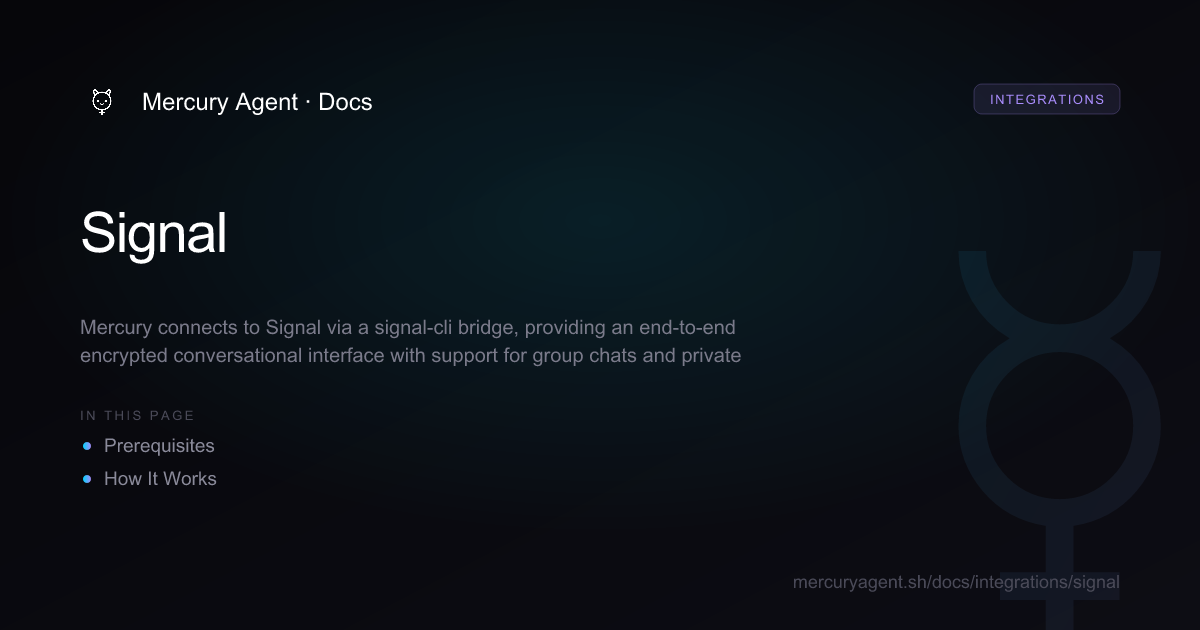 Mercury Agent · Docs
INTEGRATIONS
Signal
Mercury connects to Signal via a signal-cli bridge, providing an end-to-end
encrypted conversational interface with support for group chats and private
IN THIS PAGE
Prerequisites
How It Works
mercuryagent.sh/docs/integrations/signal